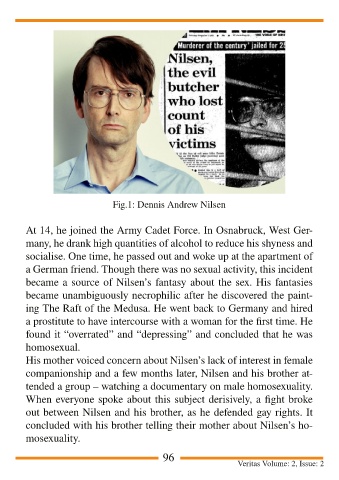 Murderer of the century' jailed for 25
Nilsen,
the evil
butcher
who lost
count
of his
victims
Fig.1: Dennis Andrew Nilsen
At 14, he joined the Army Cadet Force. In Osnabruck, West Ger-
many, he drank high quantities of alcohol to reduce his shyness and
socialise. One time, he passed out and woke up at the apartment of
a German friend. Though there was no sexual activity, this incident
became a source of Nilsen's fantasy about the sex. His fantasies
became unambiguously necrophilic after he discovered the paint-
ing The Raft of the Medusa. He went back to Germany and hired
a prostitute to have intercourse with a woman for the first time. He
found it “overrated” and “depressing” and concluded that he was
homosexual.
His mother voiced concern about Nilsen's lack of interest in female
companionship and a few months later, Nilsen and his brother at-
tended a group – watching a documentary on male homosexuality.
When everyone spoke about this subject derisively, a fight broke
out between Nilsen and his brother, as he defended gay rights. It
concluded with his brother telling their mother about Nilsen's ho-
mosexuality.
96
Veritas Volume: 2, Issue: 2